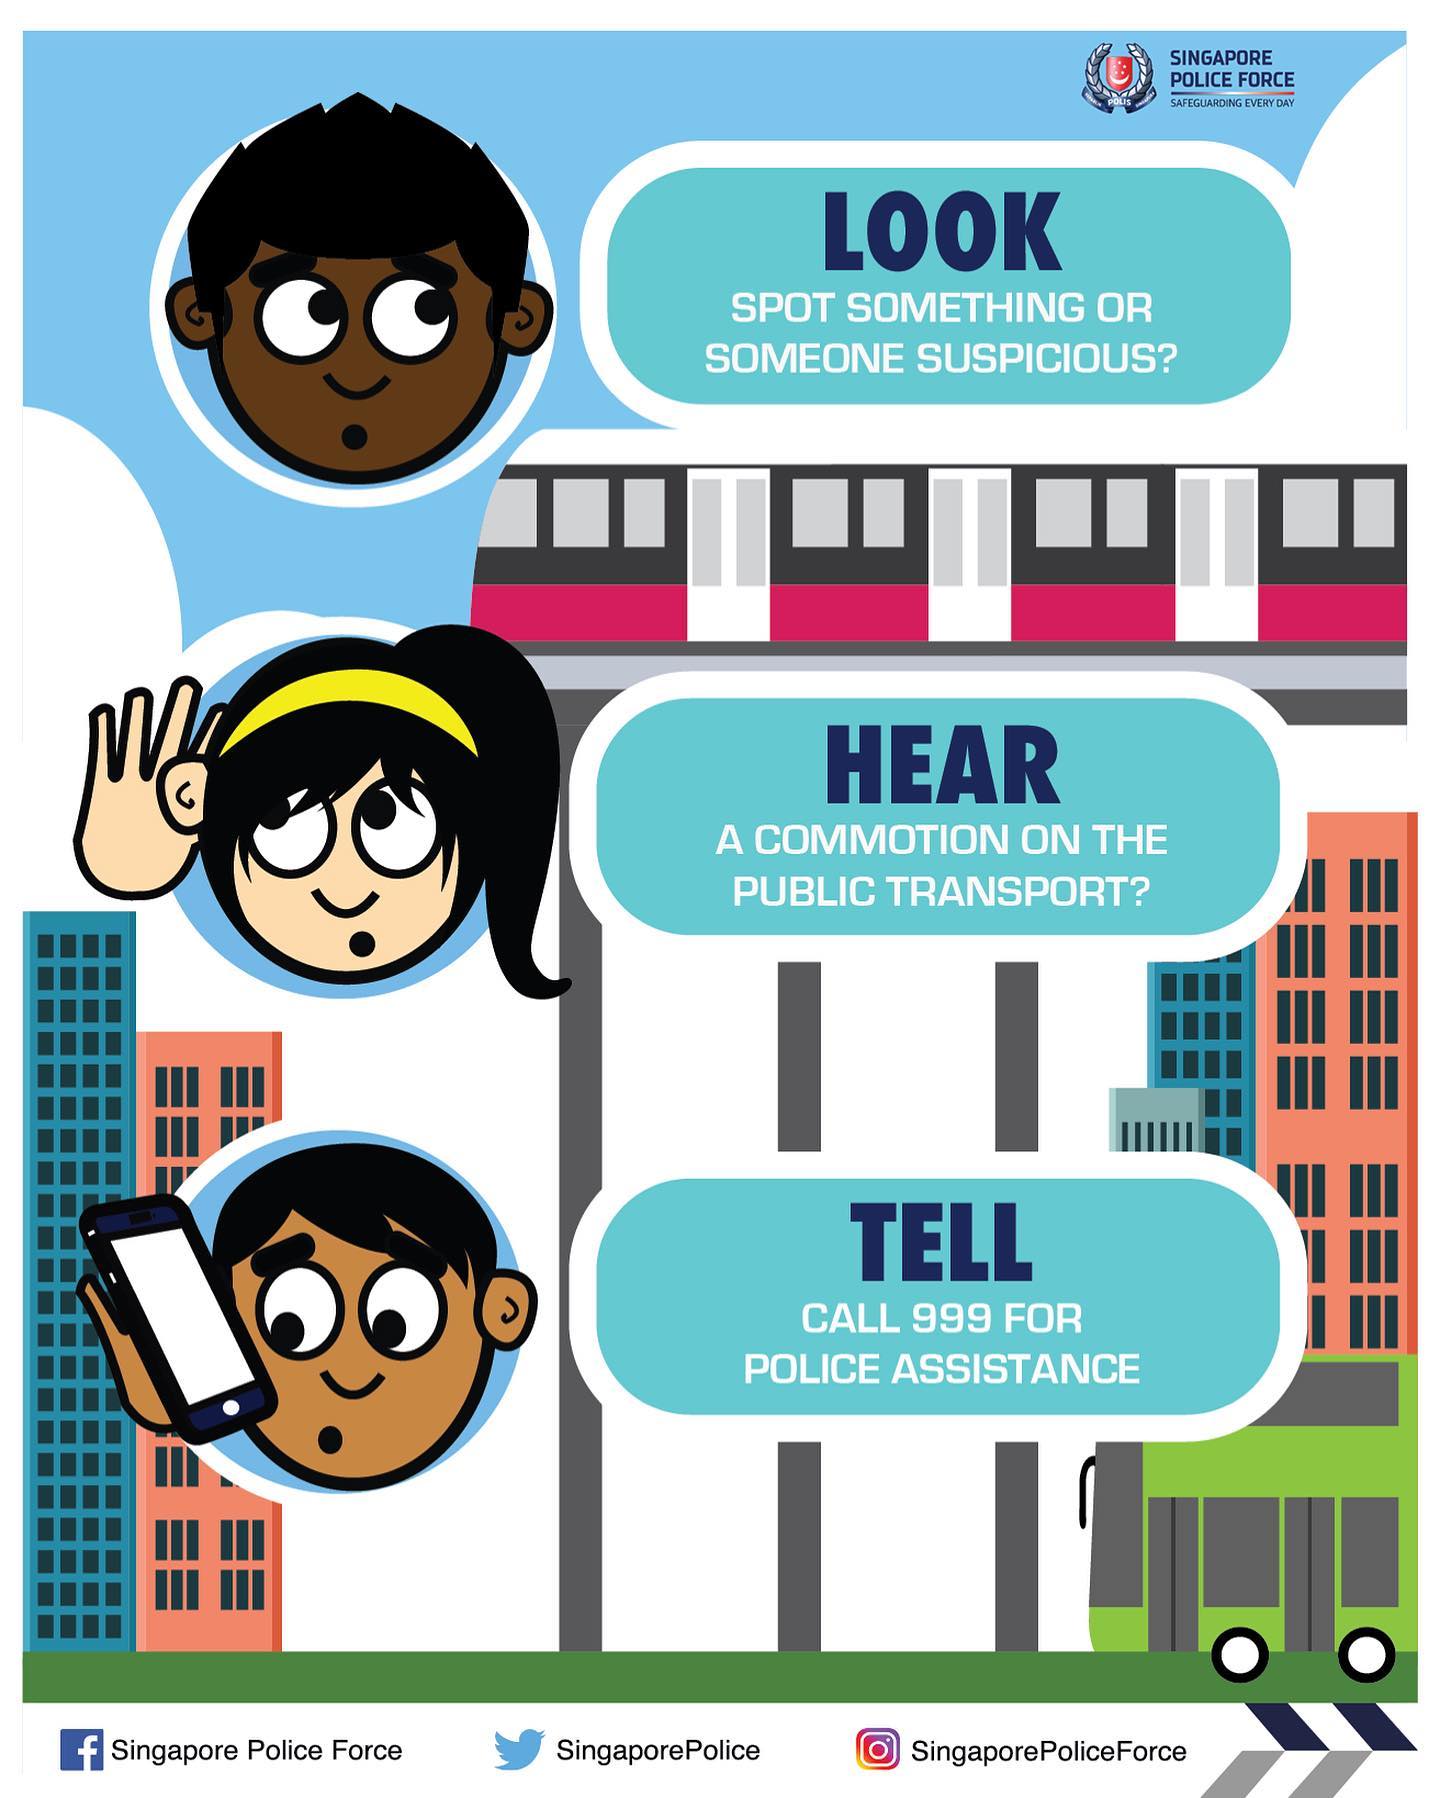 SINGAPORE
POLICE FORCE
SAFEGUARDING EVERY DAY
POLIS
LOOK
SPOT SOMETHING OR
SOMEONE SUSPICIOUS?
HEAR
A COMMOTION ON THE
PUBLIC TRANSPORT?
TELL
CALL 999 FOR
POLICE ASSISTANCE
Singapore Police Force
SingaporePolice
SingaporePoliceForce